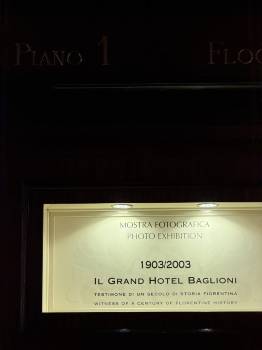 PIANO 1 FLOO
MOSTRA FOTOGRAFICA
PHOTO EXHIBITION
1903/2003
IL GRAND HOTEL BAGLIONI
TESTIMONE DI UN SECOLO DI STORIA FIORENTINA
WITNESS OF A CENTURY OF FLORENTINE HISTORY